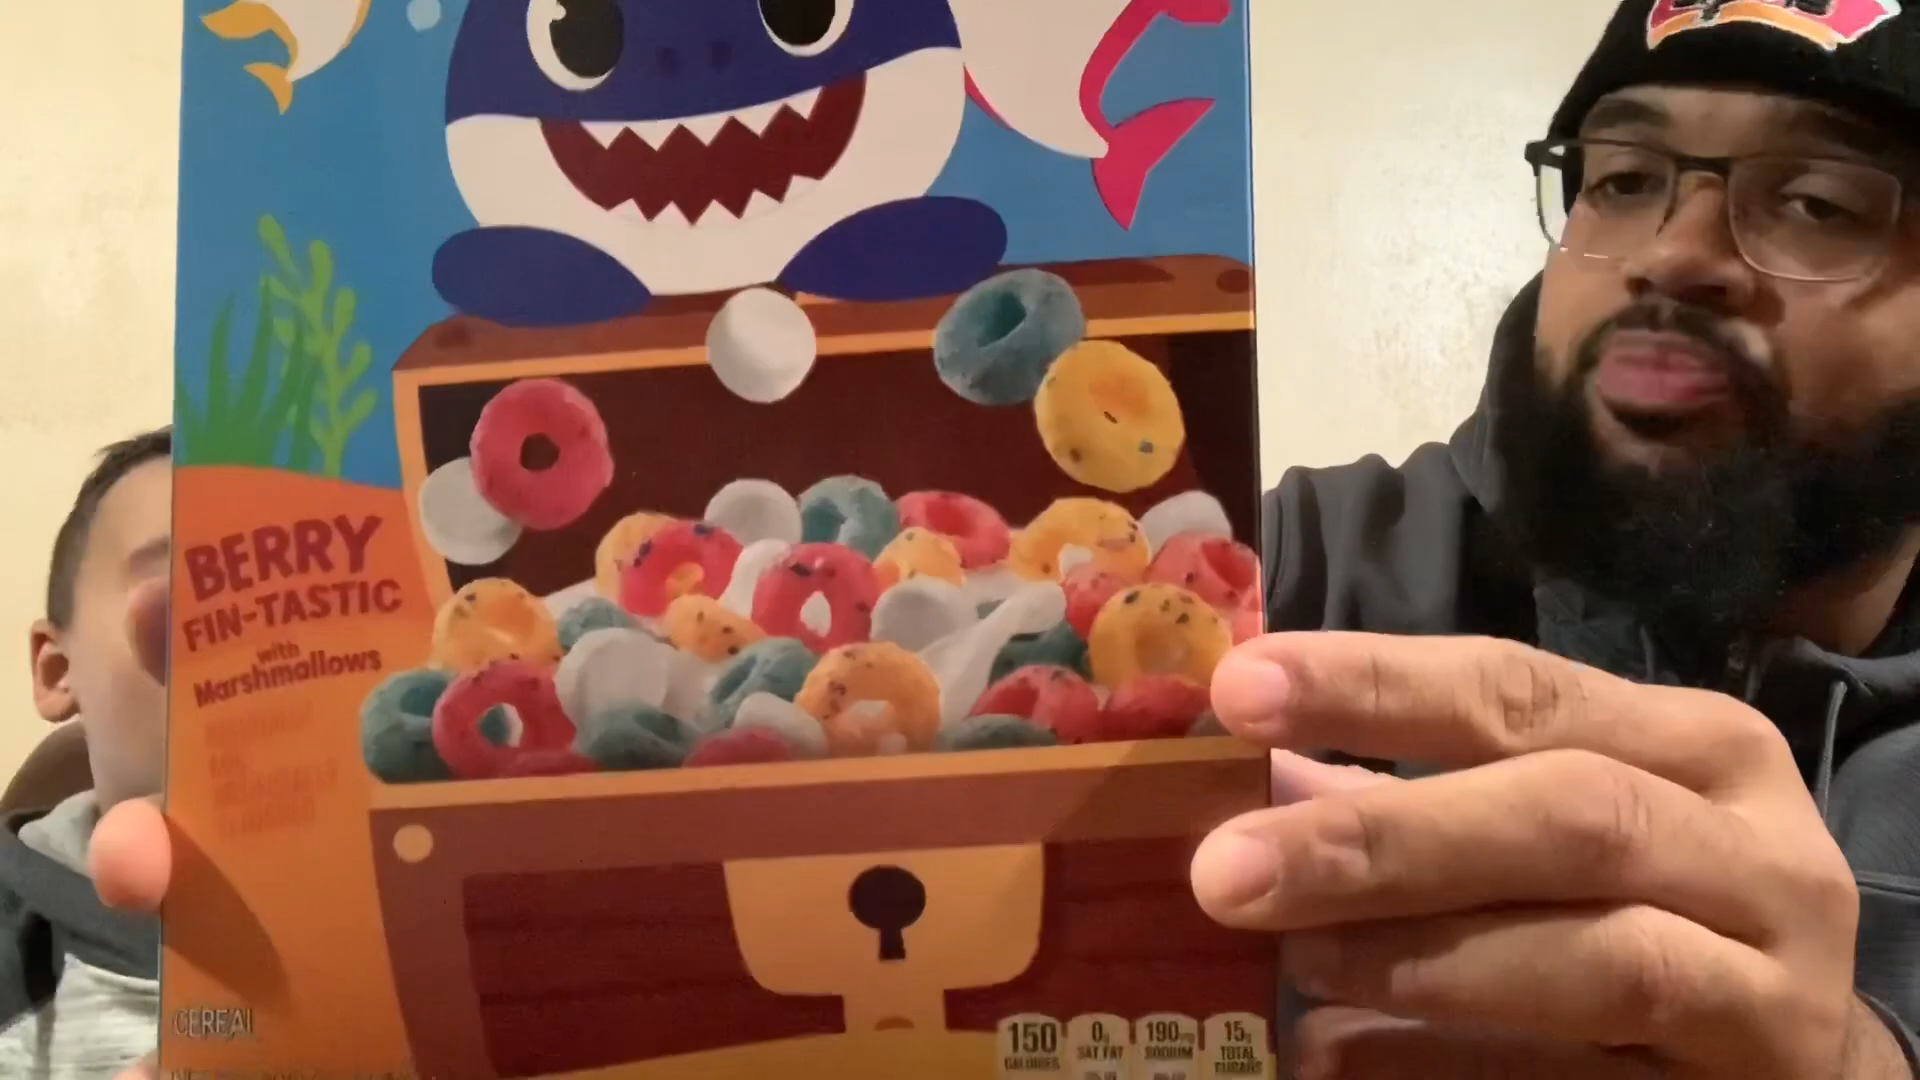 BERRY
FIN-TASTIC
with
Marshmallows
CEREAL
150
CALORIES
0g
SAT FAT
190mg
SODIUM
15g
TOTAL
SUGARS